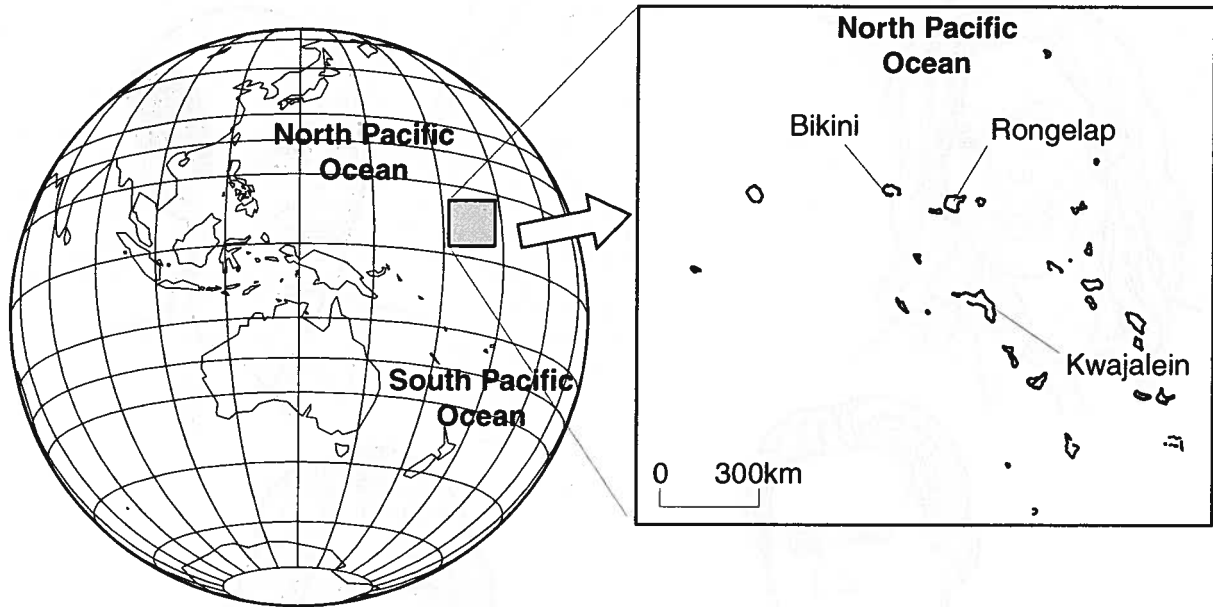 North Pacific
Ocean
South Pacific
Ocean
North Pacific
Ocean
Bikini
Rongelap
Kwajalein
0 300km